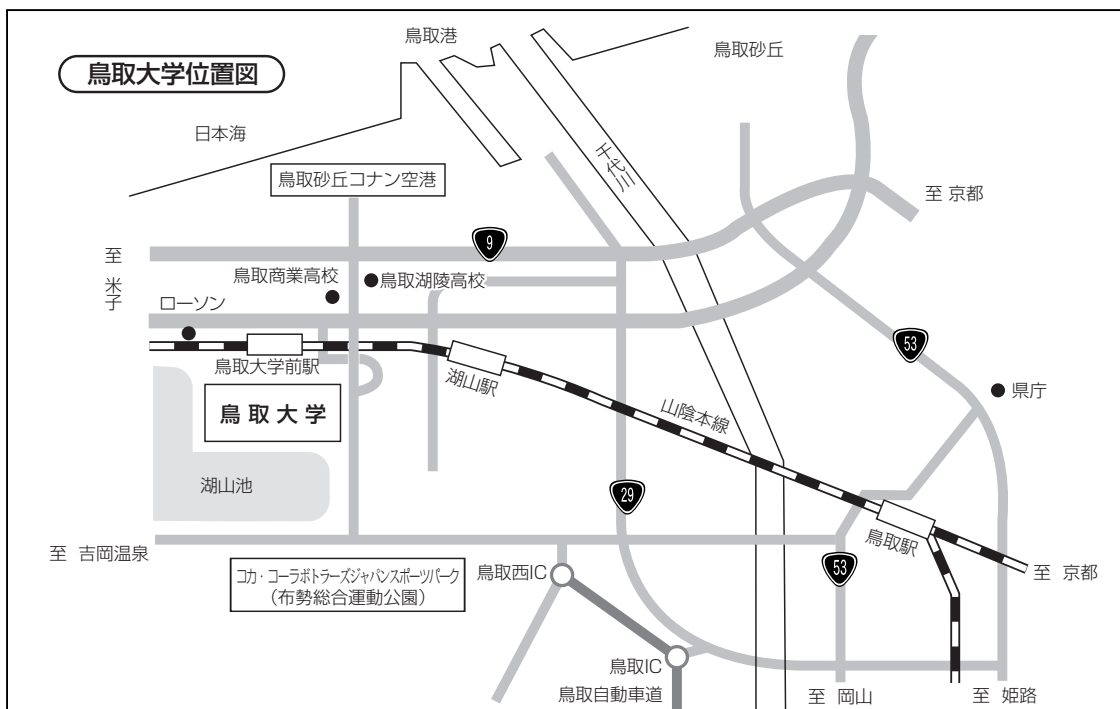 鳥取大学位置図
鳥取港
鳥取砂丘
日本海
千代川
鳥取砂丘コナン空港
至 京都
9
至 米子
鳥取商業高校
鳥取湖陵高校
ローソン
53
鳥取大学前駅
湖山駅
県庁
鳥取大学
山陰本線
湖山池
29
鳥取駅
至 吉岡温泉
コカ・コーラボトラーズジャパンスポーツパーク
（布勢総合運動公園）
鳥取西IC
53
至 京都
鳥取IC
鳥取自動車道
至 岡山
至 姫路